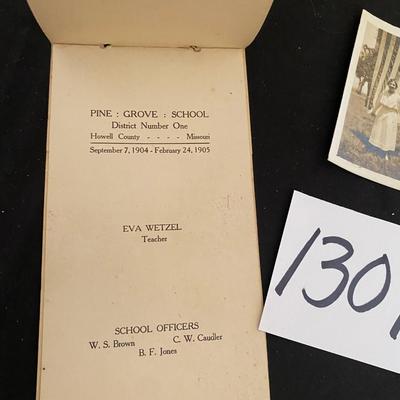 PINE : GROVE : SCHOOL
District Number One
Howell County - - - - Missouri
September 7, 1904 - February 24, 1905
EVA WETZEL
Teacher
SCHOOL OFFICERS
W. S. Brown C. W. Caudler
B. F. Jones
130